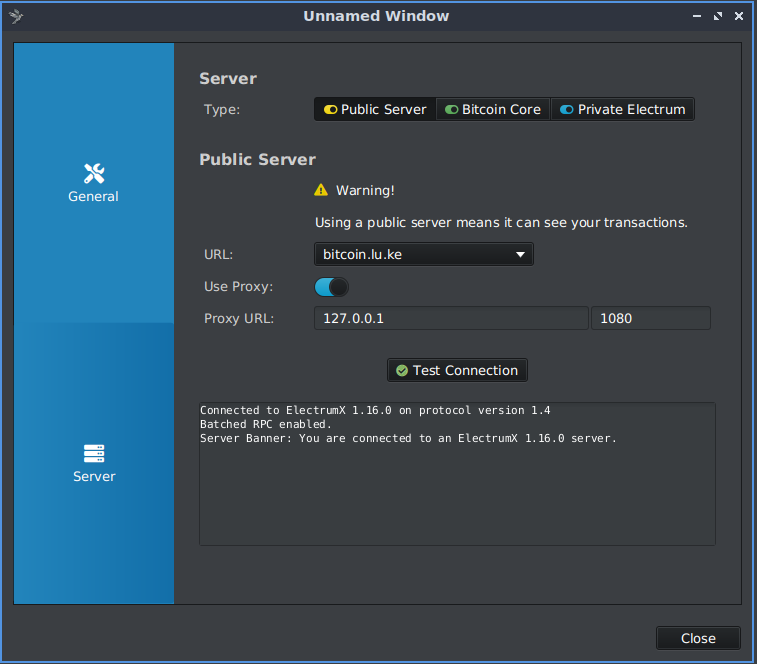 Unnamed Window
General
Server
Server
Type: Public Server Bitcoin Core Private Electrum
Public Server
Warning!
Using a public server means it can see your transactions.
URL: bitcoin.lu.ke
Use Proxy:
Proxy URL: 127.0.0.1 1080
Test Connection
Connected to ElectrumX 1.16.0 on protocol version 1.4
Batched RPC enabled.
Server Banner: You are connected to an ElectrumX 1.16.0 server.
Close